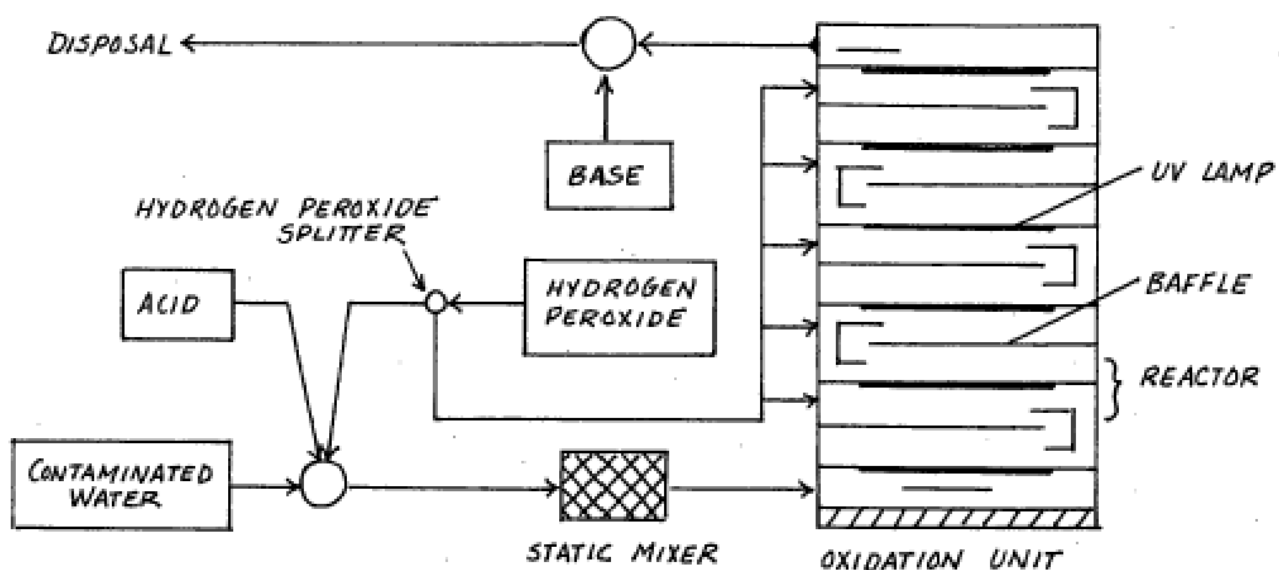 DISPOSAL
BASE
UV LAMP
HYDROGEN PEROXIDE
SPLITTER
ACID
HYDROGEN
PEROXIDE
BAFFLE
REACTOR
CONTAMINATED
WATER
STATIC MIXER
OXIDATION UNIT